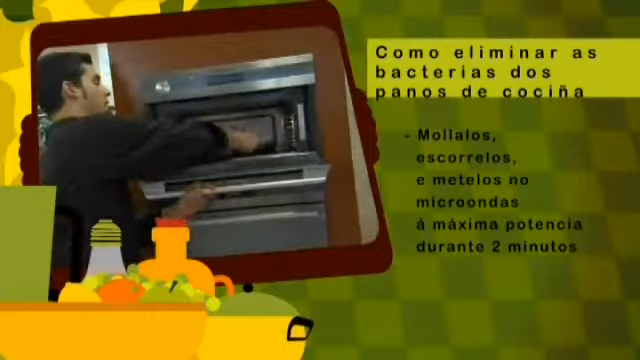 Como eliminar as
bacterias dos
panos de cociña
- Mollalos,
escorrelos,
e metelos no
microondas
á máxima potencia
durante 2 minutos